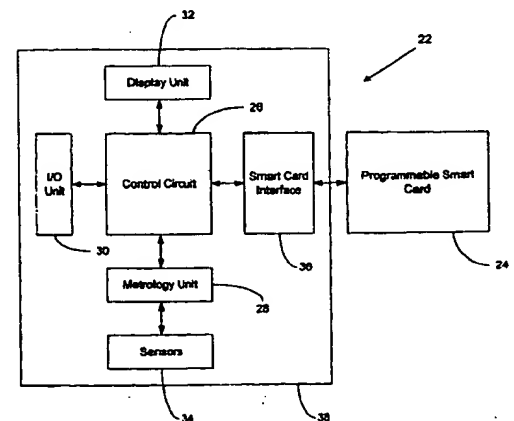 32
22
Display Unit
26
I/O
Unit
Control Circuit
Smart Card
Interface
Programmable Smart
Card
30
36
24
Metrology Unit
28
Sensors
34
38